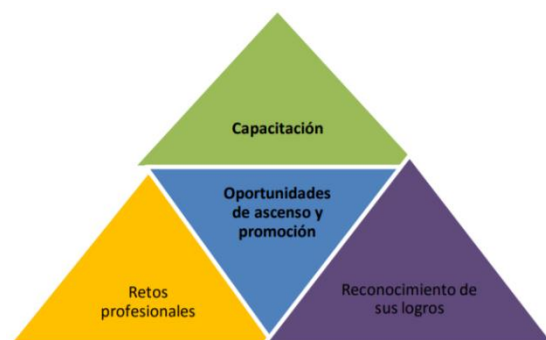 Capacitación
Oportunidades
de ascenso y
promoción
Retos
profesionales
Reconocimiento de
sus logros